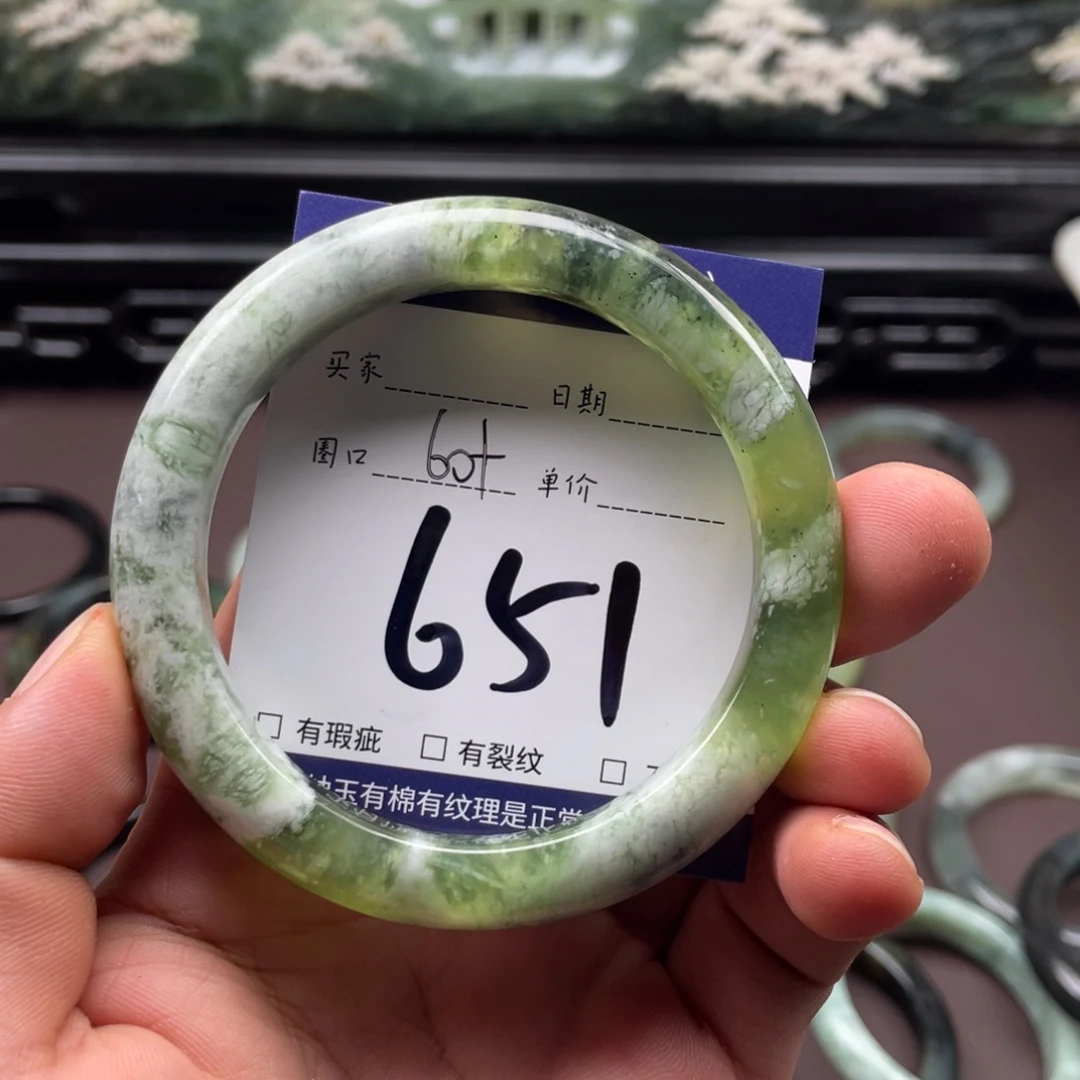 买家 日期
圈口 60+ 单价
651
□ 有瑕疵 □ 有裂纹 □
玉有棉有纹理是正常